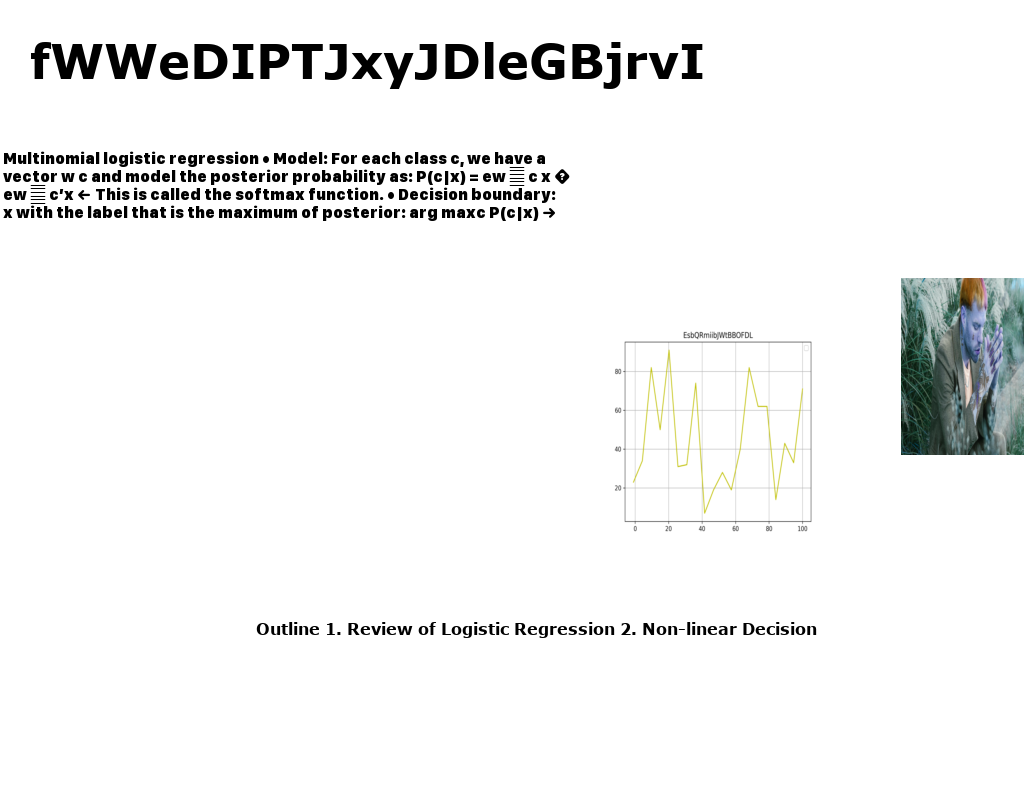 fWWeDIPTJxyJDleGBjrvI
Multinomial logistic regression • Model: For each class c, we have a
vector w c and model the posterior probability as: P(c|x) = ew c x �
ew c′x ← This is called the softmax function. • Decision boundary:
x with the label that is the maximum of posterior: arg maxc P(c|x) →
EsbQRmiibJWtBBOFDL
80
60
40
20
0 20 40 60 80 100
Outline 1. Review of Logistic Regression 2. Non-linear Decision